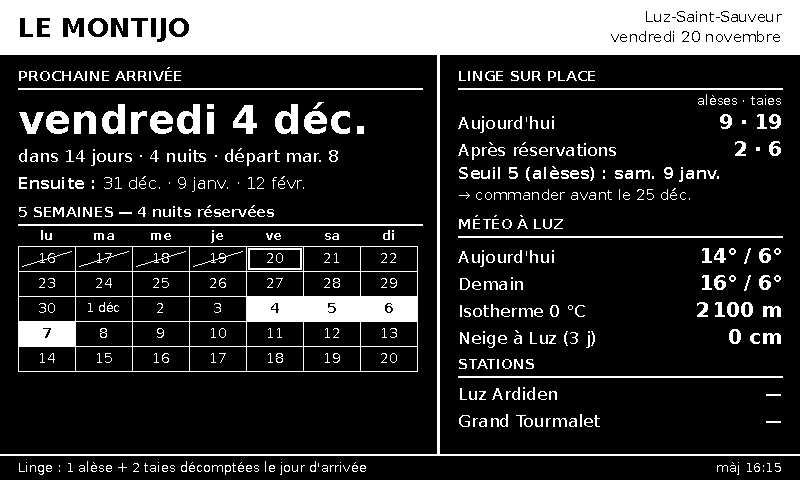 LE MONTIJO
Luz-Saint-Sauveur
vendredi 20 novembre
PROCHAINE ARRIVÉE
vendredi 4 déc.
dans 14 jours · 4 nuits · départ mar. 8
Ensuite : 31 déc. · 9 janv. · 12 févr.
5 SEMAINES — 4 nuits réservées
lu ma me je ve sa di
16 17 18 19 20 21 22
23 24 25 26 27 28 29
30 1 déc 2 3 4 5 6
7 8 9 10 11 12 13
14 15 16 17 18 19 20
LINGE SUR PLACE
alèses · taies
Aujourd'hui 9 · 19
Après réservations 2 · 6
Seuil 5 (alèses) : sam. 9 janv.
→ commander avant le 25 déc.
MÉTÉO À LUZ
Aujourd'hui 14° / 6°
Demain 16° / 6°
Isotherme 0 °C 2 100 m
Neige à Luz (3 j) 0 cm
STATIONS
Luz Ardiden —
Grand Tourmalet —
Linge : 1 alèse + 2 taies décomptées le jour d'arrivée
màj 16:15